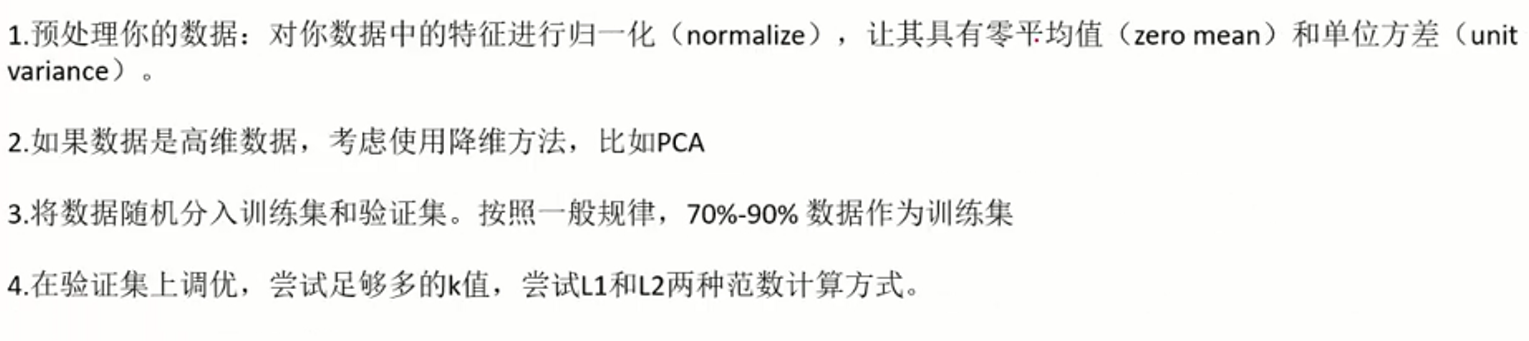 1.预处理你的数据：对你数据中的特征进行归一化（normalize），让其具有零平均值（zero mean）和单位方差（unit
variance）。
2.如果数据是高维数据，考虑使用降维方法，比如PCA
3.将数据随机分入训练集和验证集。按照一般规律，70%-90% 数据作为训练集
4.在验证集上调优，尝试足够多的k值，尝试L1和L2两种范数计算方式。